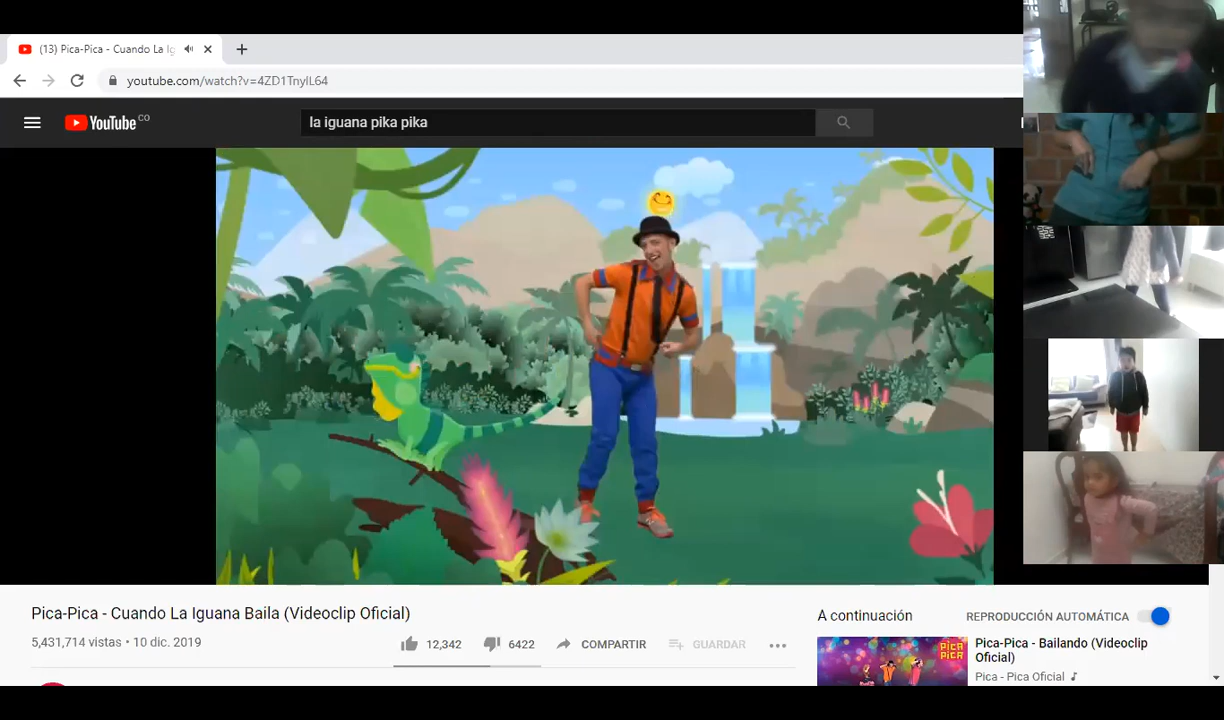 (13) Pica-Pica - Cuando La Ig
youtube.com/watch?v=4ZD1TnylL64
YouTube CO
la iguana pika pika
Pica-Pica - Cuando La Iguana Baila (Videoclip Oficial)
5,431,714 vistas • 10 dic. 2019
12,342
6422
COMPARTIR
GUARDAR
A continuación
REPRODUCCIÓN AUTOMÁTICA
PICA
PICA
Pica-Pica - Bailando (Videoclip
Oficial)
Pica - Pica Oficial